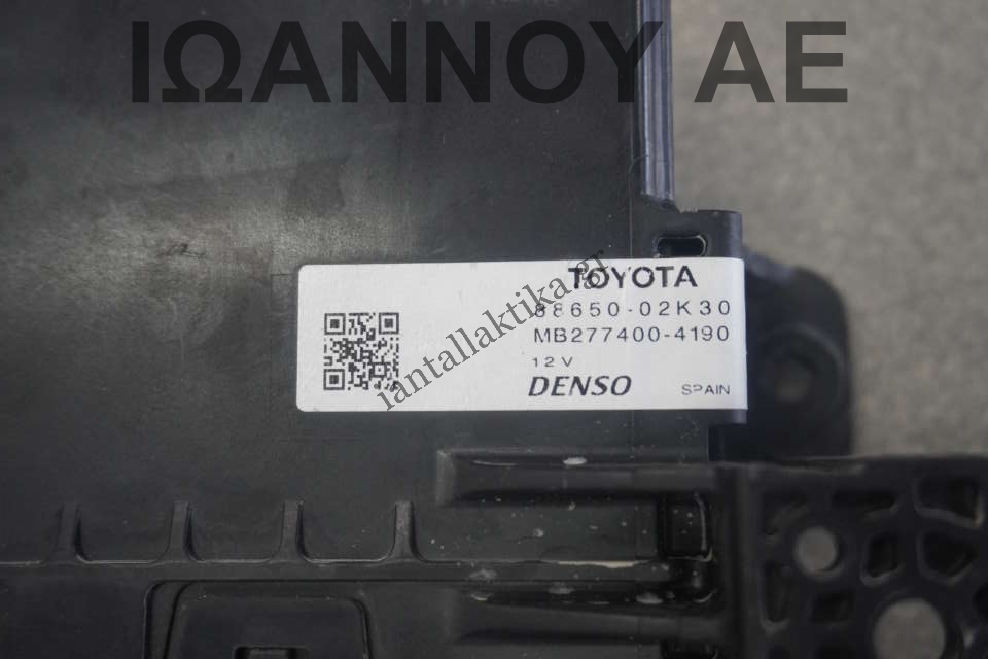 ΙΩΑΝΝΟΥ ΑΕ
TOYOTA
88650-02K30
MB277400-4190
12V
DENSO SPAIN
iantallaktika.gr